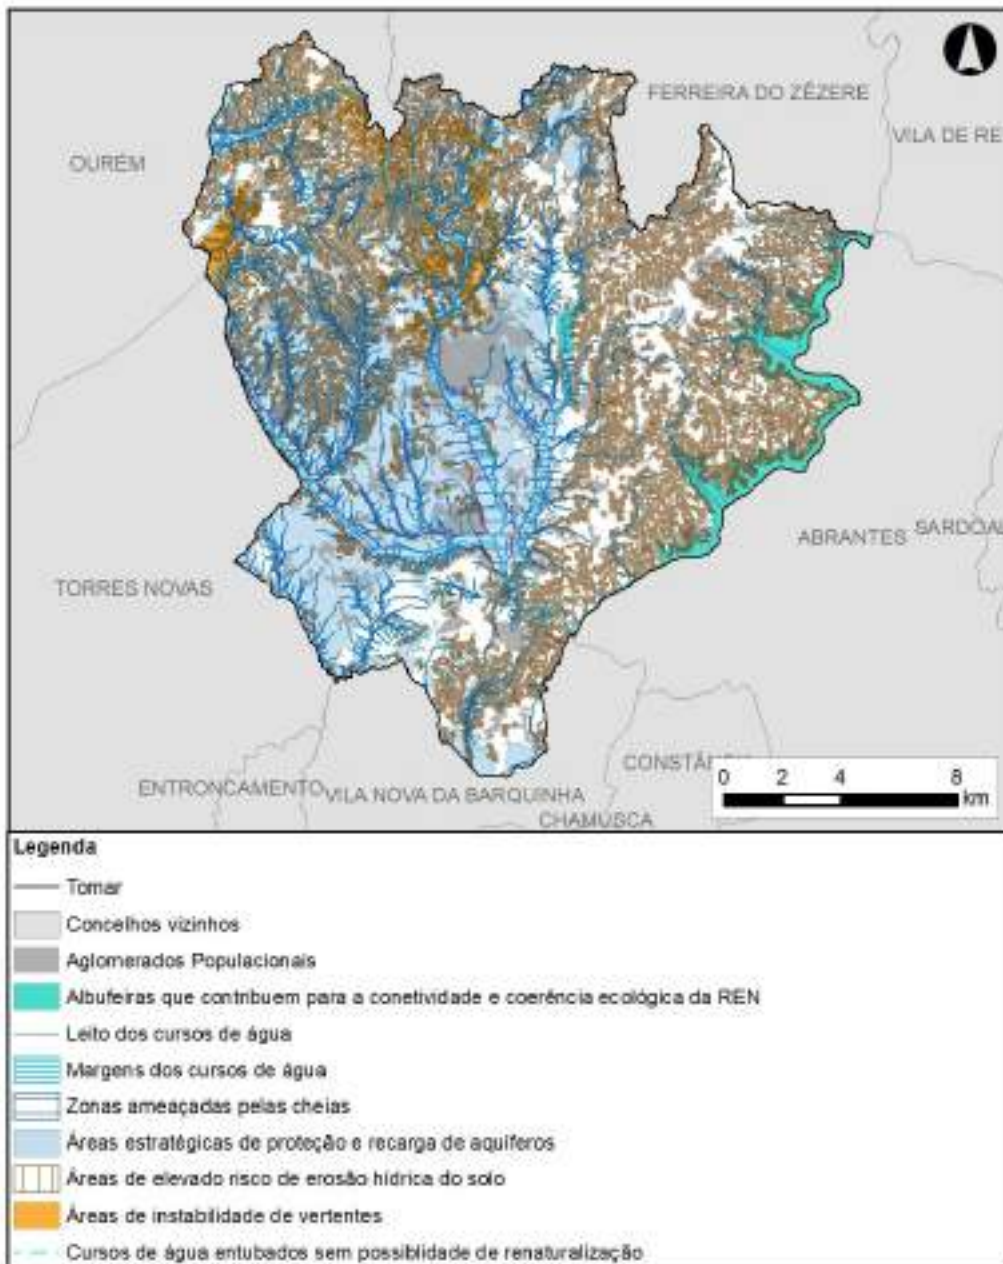 FERREIRA DO ZÊZERE
VILA DE RE
OURÉM
ABRANTES
SARDOAL
TORRES NOVAS
ENTRONCAMENTO
VILA NOVA DA BARQUINHA
CHAMUSCA
0 2 4 8
km
Legenda
Tomar
Concelhos vizinhos
Aglomerados Populacionais
Albufeiras que contribuem para a conetividade e coerência ecológica da REN
Leito dos cursos de água
Margens dos cursos de água
Zonas ameaçadas pelas cheias
Áreas estratégicas de proteção e recarga de aquíferos
Áreas de elevado risco de erosão hídrica do solo
Áreas de instabilidade de vertentes
Cursos de água entubados sem possiblidade de renaturalização